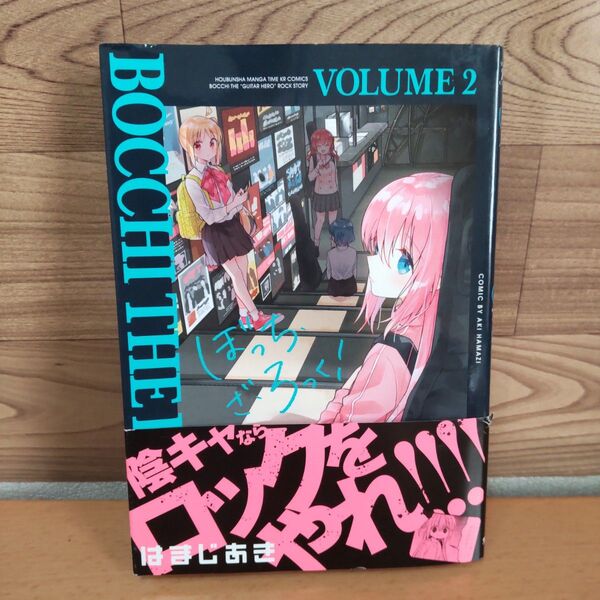 HOUBUNSHA MANGA TIME KR COMICS
BOCCHI THE "GUITAR HERO" ROCK STORY
VOLUME 2
BOCCHI THE
ぼっち
ざろっく!
COMIC BY AKI HAMAZI
陰キャなら
ロックを
やれ!!!!
はまじあき